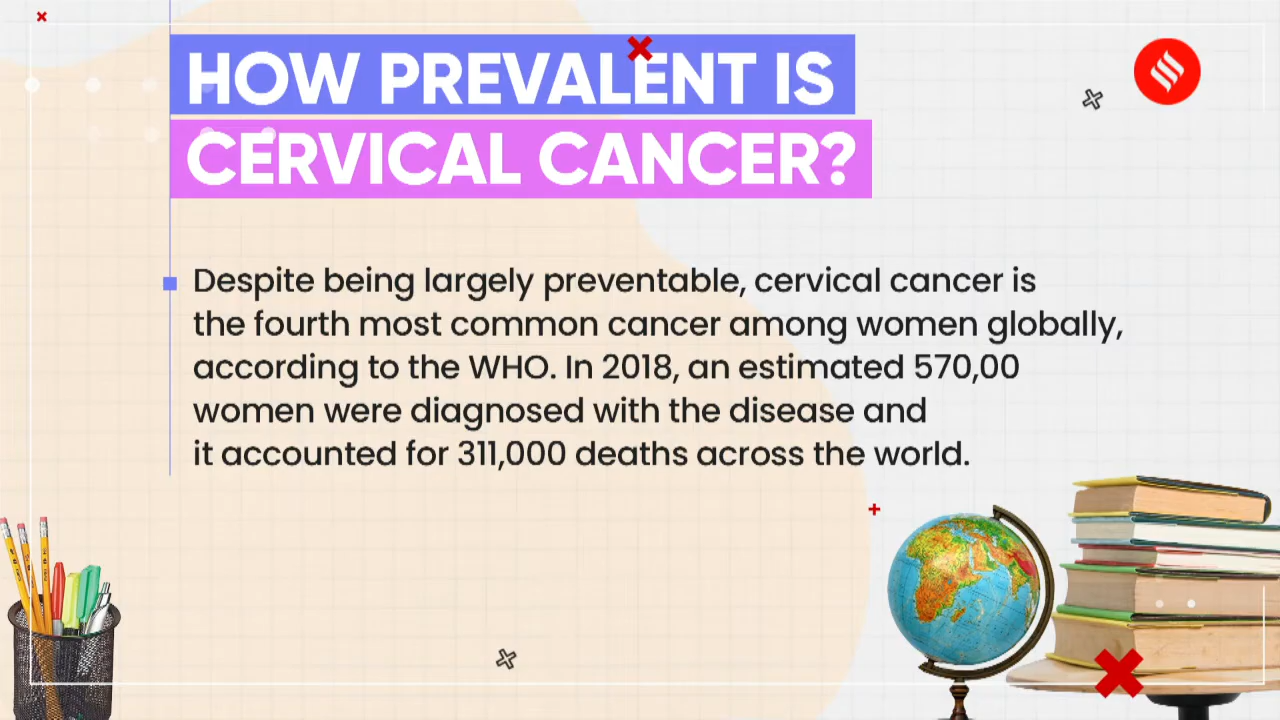 HOW PREVALENT IS
CERVICAL CANCER?
Despite being largely preventable, cervical cancer is
the fourth most common cancer among women globally,
according to the WHO. In 2018, an estimated 570,00
women were diagnosed with the disease and
it accounted for 311,000 deaths across the world.